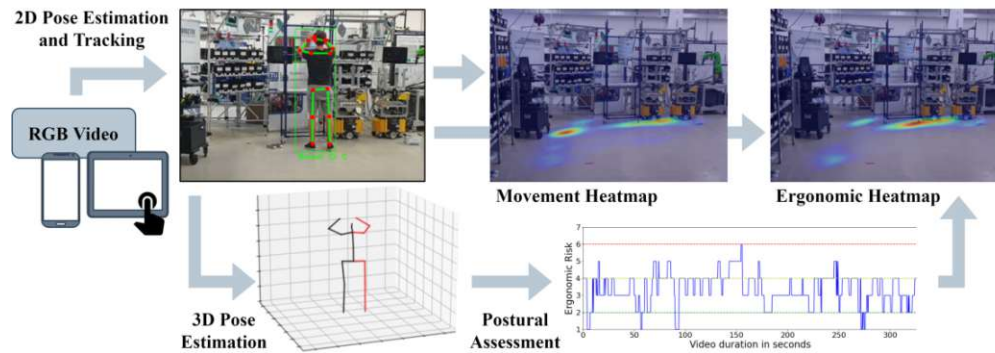 2D Pose Estimation
and Tracking
RGB Video
Movement Heatmap
Ergonomic Heatmap
3D Pose
Estimation
Postural
Assessment
Ergonomic Risk
7
6
5
4
3
2
1
0
50
100
150
200
250
300
Video duration in seconds